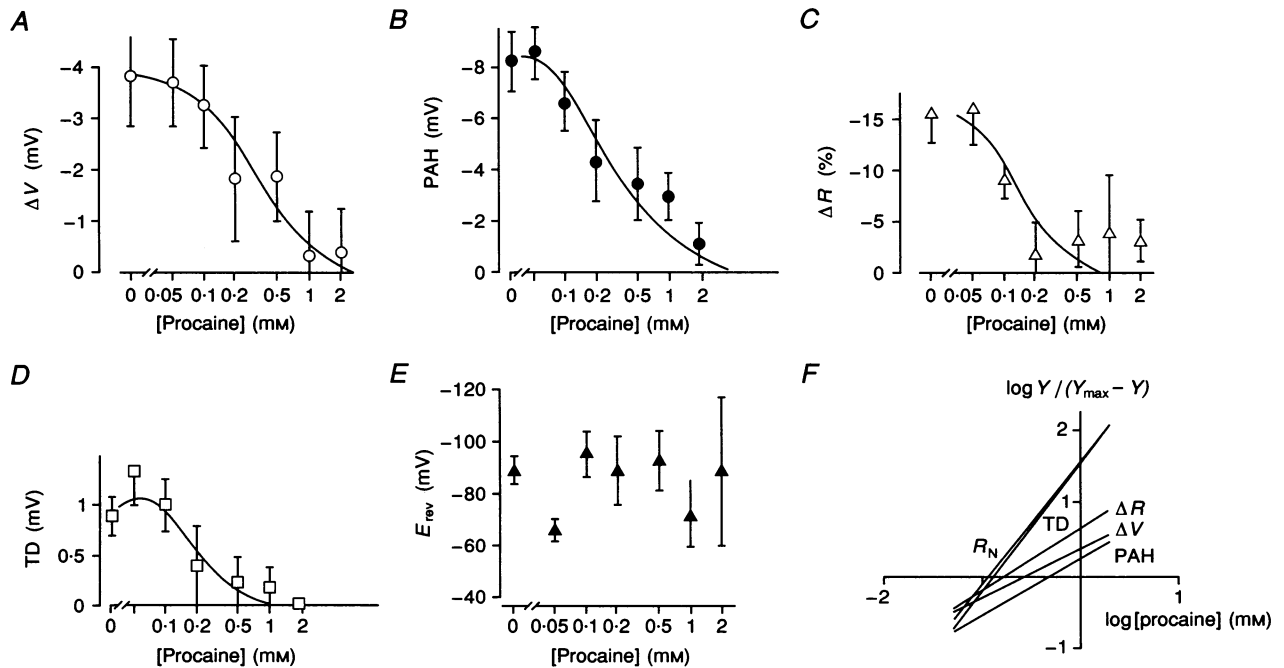 A
ΔV (mV)
−4
−3
−2
−1
0
0 0·05 0·1 0·2 0·5 1 2
[Procaine] (mM)
B
PAH (mV)
−8
−6
−4
−2
0
0 0·1 0·2 0·5 1 2
[Procaine] (mM)
C
ΔR (%)
−15
−10
−5
0
0 0·05 0·1 0·2 0·5 1 2
[Procaine] (mM)
D
TD (mV)
1
0·5
0
0 0·1 0·2 0·5 1 2
[Procaine] (mM)
E
E_rev (mV)
−120
−100
−80
−60
−40
0 0·05 0·1 0·2 0·5 1 2
[Procaine] (mM)
F
log Y/(Y_max − Y)
2
1
ΔR
TD
ΔV
R_N
PAH
−2
1
log[procaine] (mM)
−1